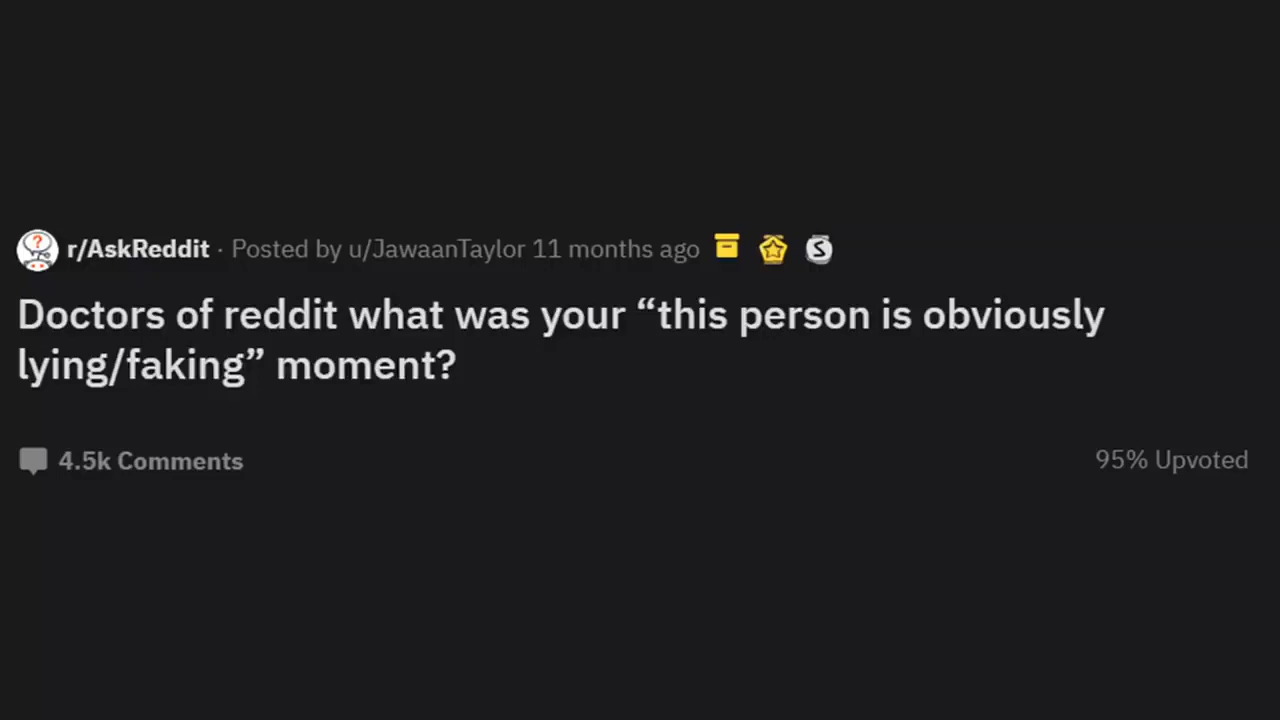 r/AskReddit · Posted by u/JawaanTaylor 11 months ago
Doctors of reddit what was your “this person is obviously
lying/faking” moment?
4.5k Comments 95% Upvoted